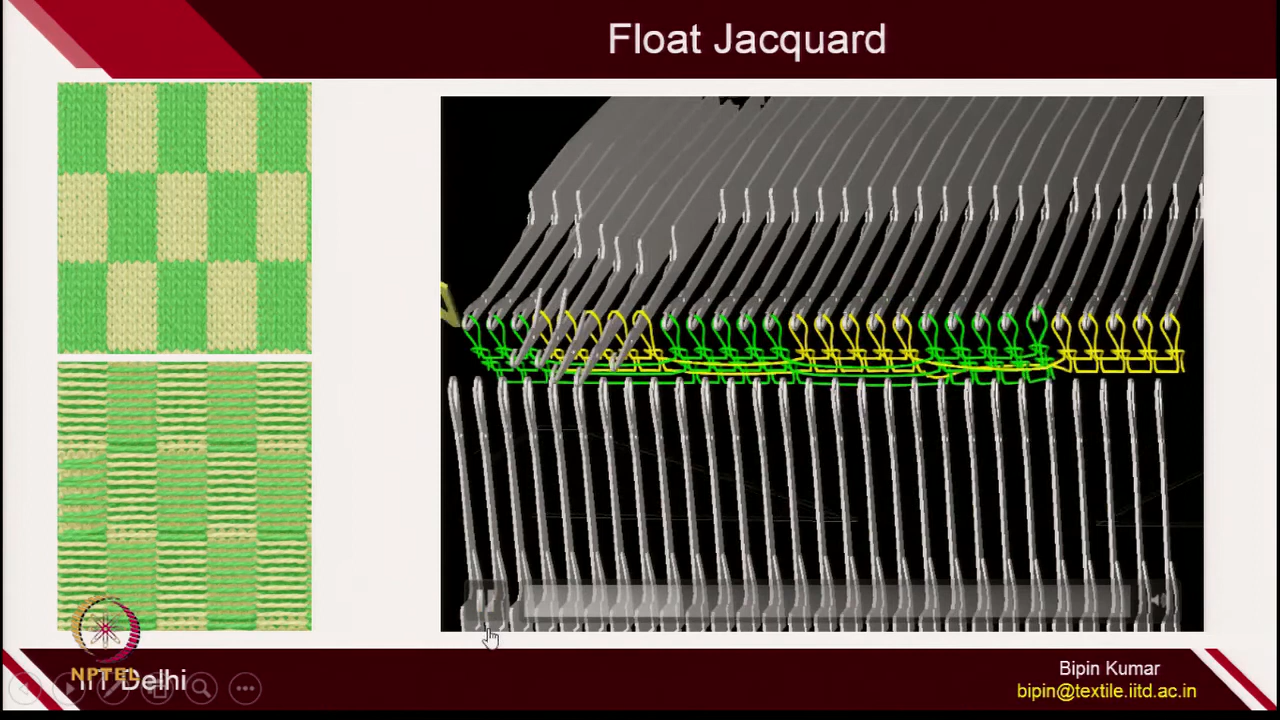 Float Jacquard
NPTEL
IIT Delhi
Bipin Kumar
bipin@textile.iitd.ac.in